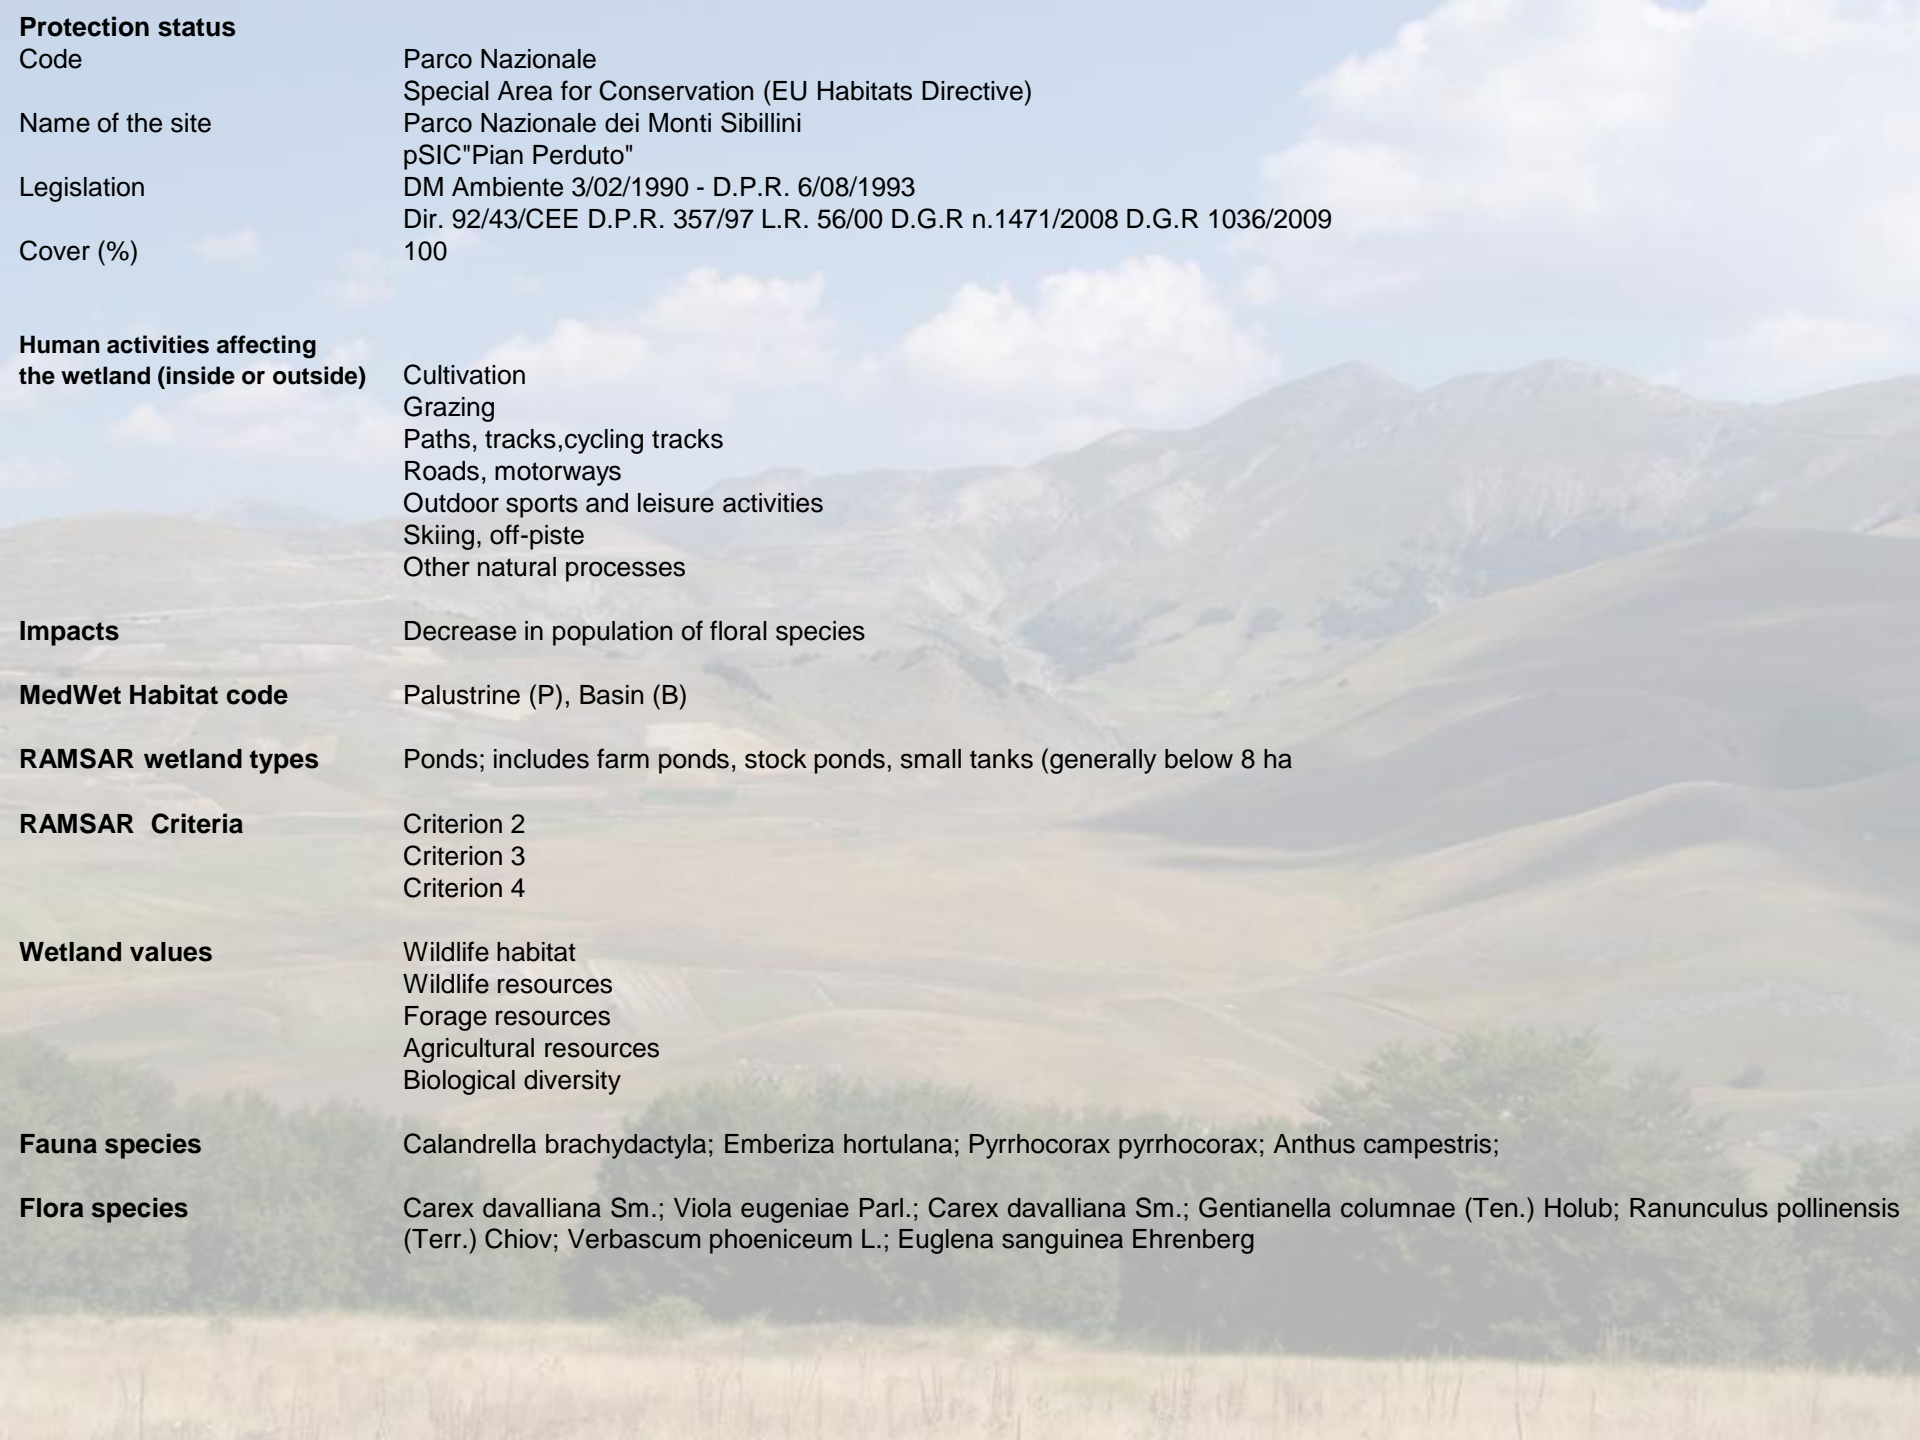 Protection status
Code Parco Nazionale
Special Area for Conservation (EU Habitats Directive)
Name of the site Parco Nazionale dei Monti Sibillini
pSIC"Pian Perduto"
Legislation DM Ambiente 3/02/1990 - D.P.R. 6/08/1993
Dir. 92/43/CEE D.P.R. 357/97 L.R. 56/00 D.G.R n.1471/2008 D.G.R 1036/2009
Cover (%) 100
Human activities affecting
the wetland (inside or outside) Cultivation
Grazing
Paths, tracks,cycling tracks
Roads, motorways
Outdoor sports and leisure activities
Skiing, off-piste
Other natural processes
Impacts Decrease in population of floral species
MedWet Habitat code Palustrine (P), Basin (B)
RAMSAR wetland types Ponds; includes farm ponds, stock ponds, small tanks (generally below 8 ha
RAMSAR Criteria Criterion 2
Criterion 3
Criterion 4
Wetland values Wildlife habitat
Wildlife resources
Forage resources
Agricultural resources
Biological diversity
Fauna species Calandrella brachydactyla; Emberiza hortulana; Pyrrhocorax pyrrhocorax; Anthus campestris;
Flora species Carex davalliana Sm.; Viola eugeniae Parl.; Carex davalliana Sm.; Gentianella columnae (Ten.) Holub; Ranunculus pollinensis
(Terr.) Chiov; Verbascum phoeniceum L.; Euglena sanguinea Ehrenberg